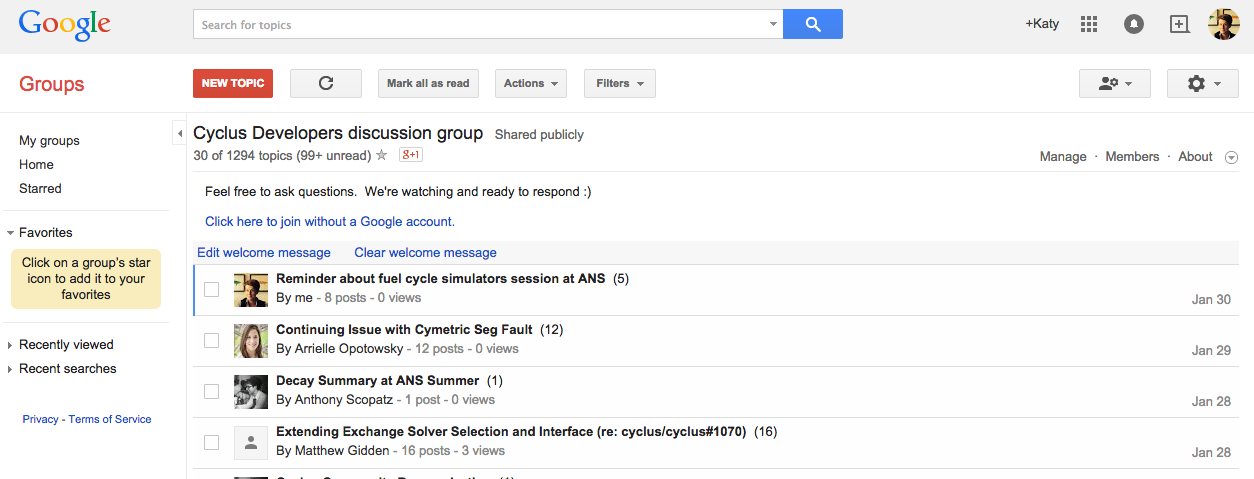 Google
Search for topics
+Katy
Groups
NEW TOPIC
Mark all as read
Actions
Filters
My groups
Home
Starred
Favorites
Click on a group's star
icon to add it to your
favorites
Recently viewed
Recent searches
Privacy - Terms of Service
Cyclus Developers discussion group Shared publicly
30 of 1294 topics (99+ unread)
g+1
Manage · Members · About
Feel free to ask questions. We're watching and ready to respond :)
Click here to join without a Google account.
Edit welcome message Clear welcome message
Reminder about fuel cycle simulators session at ANS (5)
By me - 8 posts - 0 views
Jan 30
Continuing Issue with Cymetric Seg Fault (12)
By Arrielle Opotowsky - 12 posts - 0 views
Jan 29
Decay Summary at ANS Summer (1)
By Anthony Scopatz - 1 post - 0 views
Jan 28
Extending Exchange Solver Selection and Interface (re: cyclus/cyclus#1070) (16)
By Matthew Gidden - 16 posts - 3 views
Jan 28